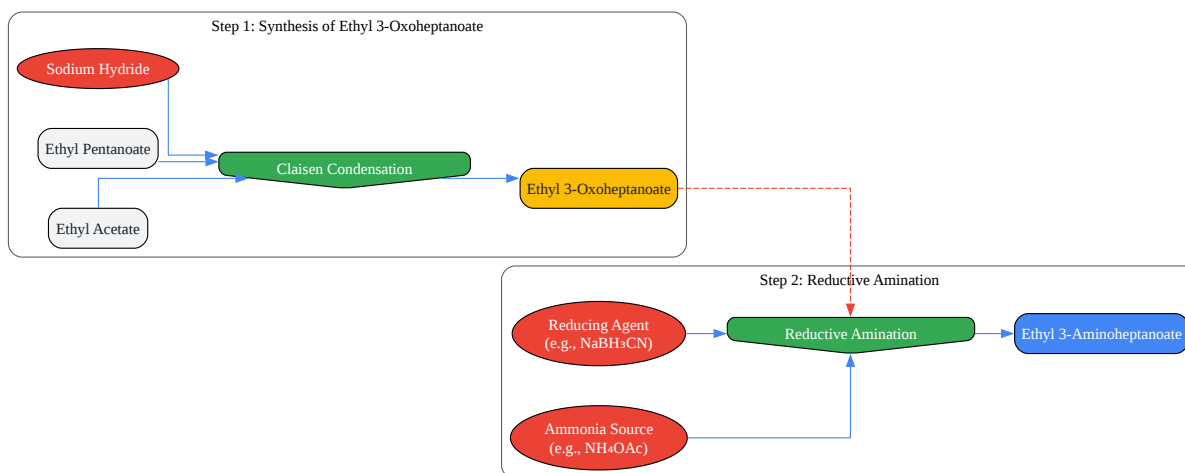 Step 1: Synthesis of Ethyl 3-Oxoheptanoate
Sodium Hydride
Ethyl Pentanoate
Claisen Condensation
Ethyl 3-Oxoheptanoate
Ethyl Acetate
Step 2: Reductive Amination
Reducing Agent
(e.g., NaBH₃CN)
Reductive Amination
Ethyl 3-Aminoheptanoate
Ammonia Source
(e.g., NH₄OAc)